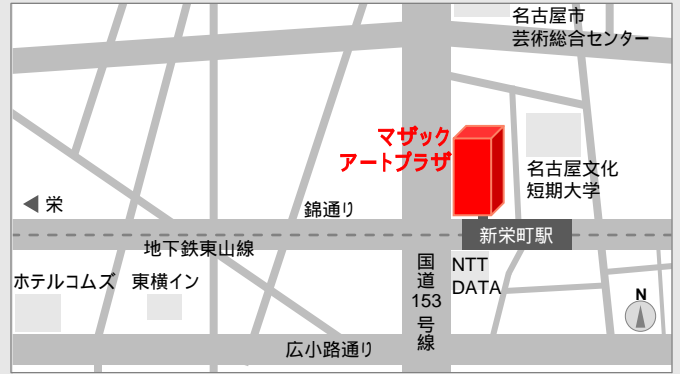 名古屋市
芸術総合センター
マザック
アートプラザ
名古屋文化
短期大学
栄
錦通り
新栄町駅
地下鉄東山線
ホテルコムズ
東横イン
国道153号線
NTT
DATA
N
広小路通り